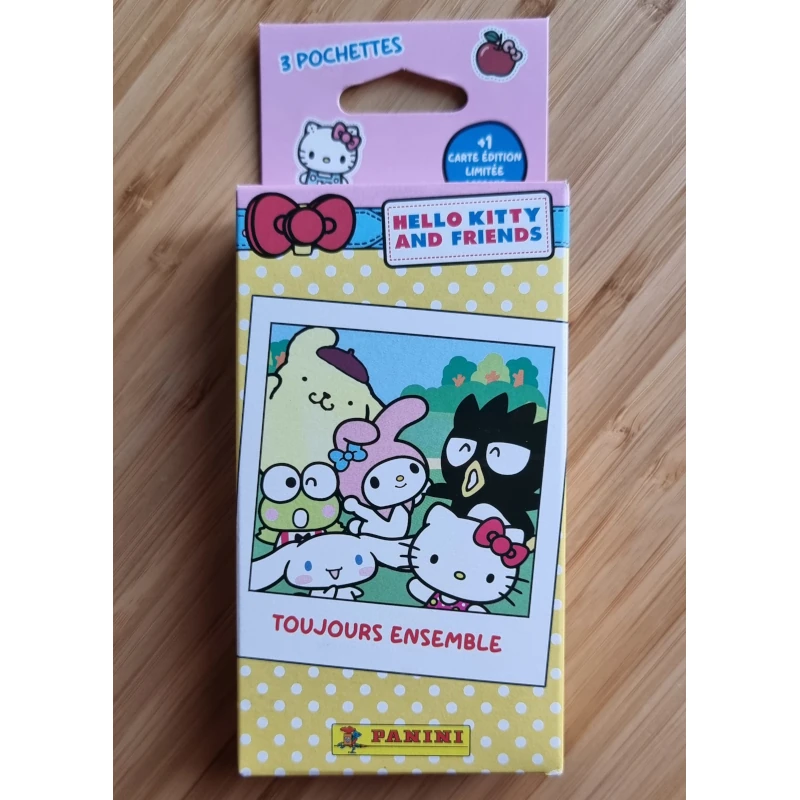 3 POCHETTES
+1
CARTE ÉDITION
LIMITÉE
HELLO KITTY
AND FRIENDS
TOUJOURS ENSEMBLE
PANINI